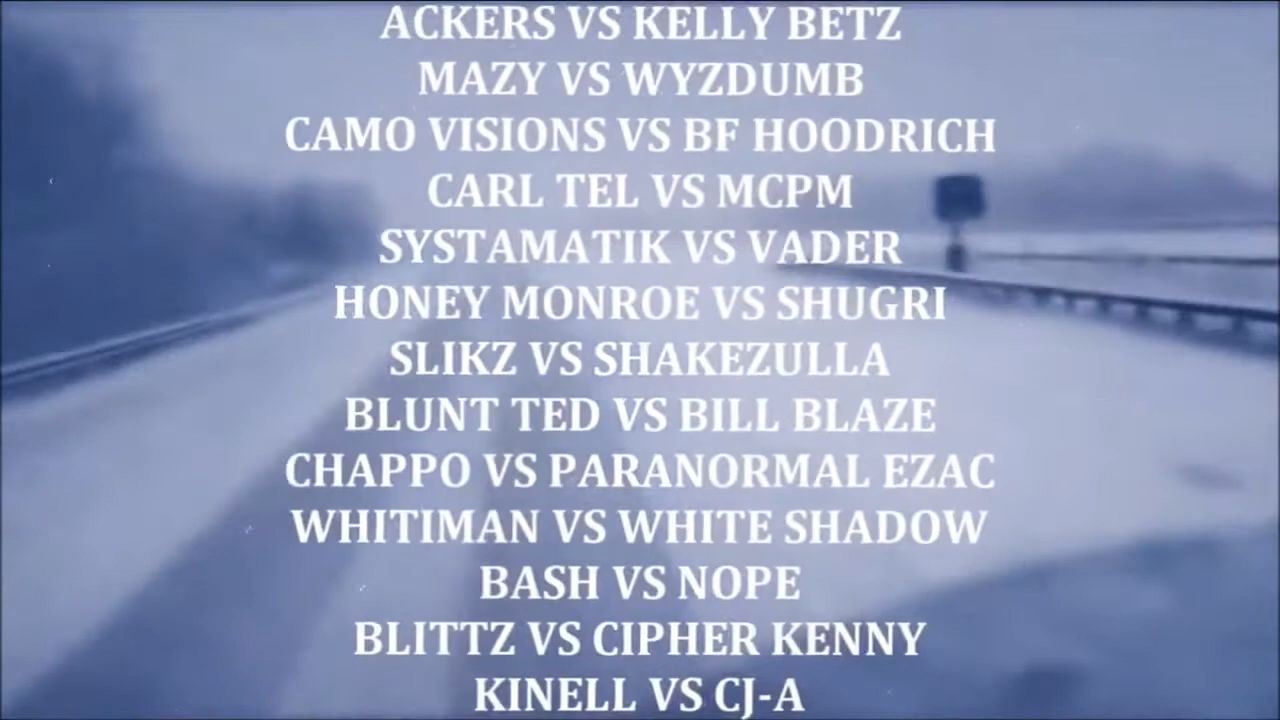 ACKERS VS KELLY BETZ
MAZY VS WYZDUMB
CAMO VISIONS VS BF HOODRICH
CARL TEL VS MCPM
SYSTAMATIK VS VADER
HONEY MONROE VS SHUGRI
SLIKZ VS SHAKEZULLA
BLUNT TED VS BILL BLAZE
CHAPPO VS PARANORMAL EZAC
WHITIMAN VS WHITE SHADOW
BASH VS NOPE
BLITTZ VS CIPHER KENNY
KINELL VS CJ-A